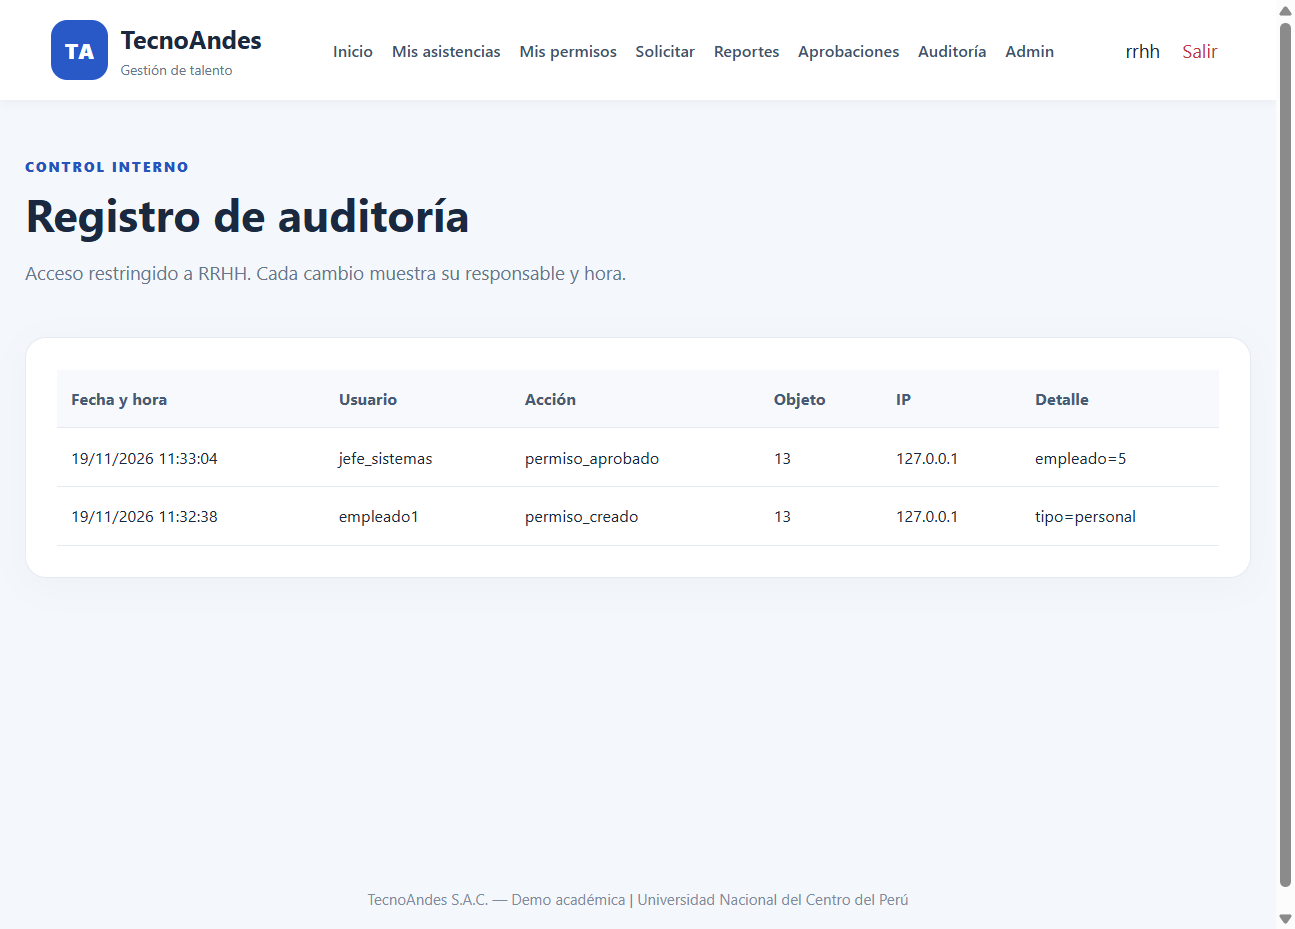 TA
TecnoAndes
Gestión de talento
Inicio Mis asistencias Mis permisos Solicitar Reportes Aprobaciones Auditoría Admin rrhh Salir
CONTROL INTERNO
Registro de auditoría
Acceso restringido a RRHH. Cada cambio muestra su responsable y hora.
Fecha y hora Usuario Acción Objeto IP Detalle
19/11/2026 11:33:04 jefe_sistemas permiso_aprobado 13 127.0.0.1 empleado=5
19/11/2026 11:32:38 empleado1 permiso_creado 13 127.0.0.1 tipo=personal
TecnoAndes S.A.C. — Demo académica | Universidad Nacional del Centro del Perú